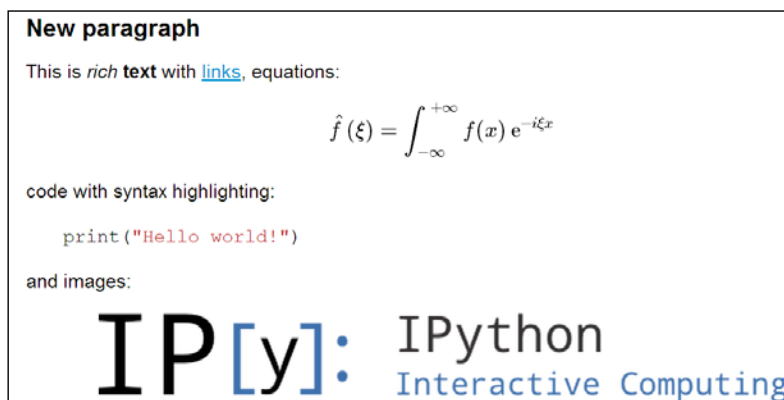 New paragraph
This is rich text with links, equations:
f̂ (ξ) = ∫_{−∞}^{+∞} f(x) e^{−iξx}
code with syntax highlighting:
print("Hello world!")
and images:
IP[y]: IPython
Interactive Computing